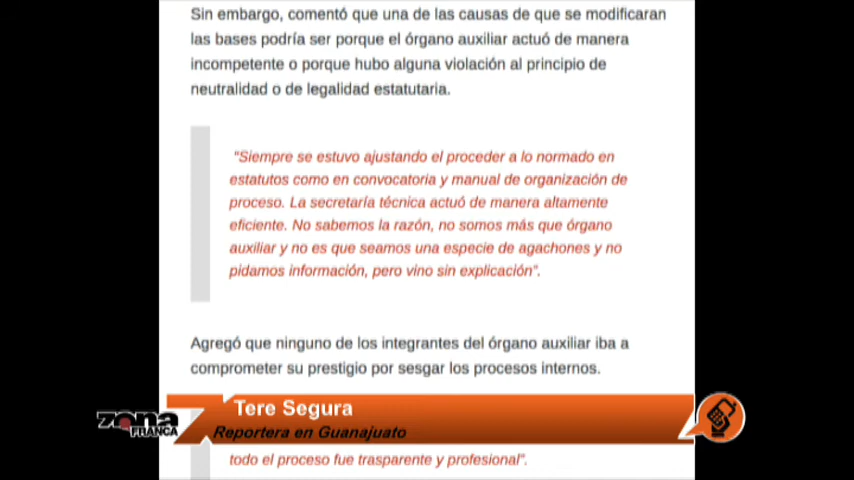 Sin embargo, comentó que una de las causas de que se modificaran
las bases podría ser porque el órgano auxiliar actuó de manera
incompetente o porque hubo alguna violación al principio de
neutralidad o de legalidad estatutaria.
“Siempre se estuvo ajustando el proceder a lo normado en
estatutos como en convocatoria y manual de organización de
proceso. La secretaría técnica actuó de manera altamente
eficiente. No sabemos la razón, no somos más que órgano
auxiliar y no es que seamos una especie de agachones y no
pidamos información, pero vino sin explicación”.
Agregó que ninguno de los integrantes del órgano auxiliar iba a
comprometer su prestigio por sesgar los procesos internos.
Tere Segura
zona
FRANCA
Reportera en Guanajuato
todo el proceso fue trasparente y profesional”.